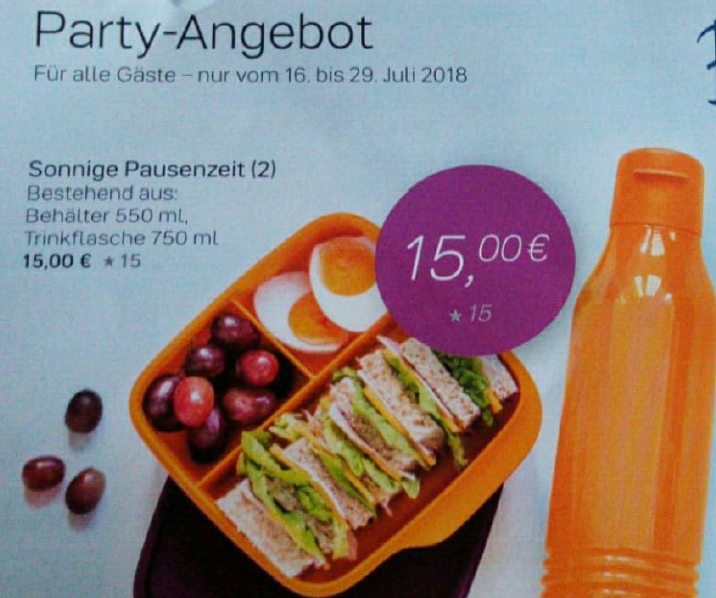 Party-Angebot
Für alle Gäste – nur vom 16. bis 29. Juli 2018
Sonnige Pausenzeit (2)
Bestehend aus:
Behälter 550 ml,
Trinkflasche 750 ml
15,00 € ★ 15
15,00 €
★ 15